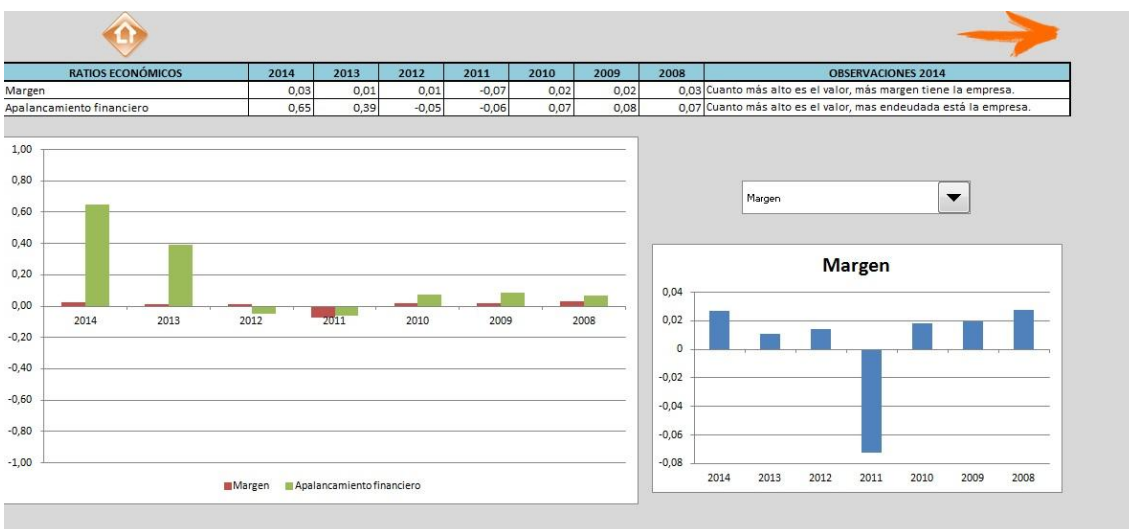 RATIOS ECONÓMICOS 2014 2013 2012 2011 2010 2009 2008 OBSERVACIONES 2014
Margen 0,03 0,01 0,01 -0,07 0,02 0,02 0,03 Cuanto más alto es el valor, más margen tiene la empresa.
Apalancamiento financiero 0,65 0,39 -0,05 -0,06 0,07 0,08 0,07 Cuanto más alto es el valor, mas endeudada está la empresa.
1,00
0,80
0,60
0,40
0,20
0,00
2014 2013 2012 2011 2010 2009 2008
-0,20
-0,40
-0,60
-0,80
-1,00
Margen Apalancamiento financiero
Margen
Margen
0,04
0,02
0
-0,02
-0,04
-0,06
-0,08
2014 2013 2012 2011 2010 2009 2008